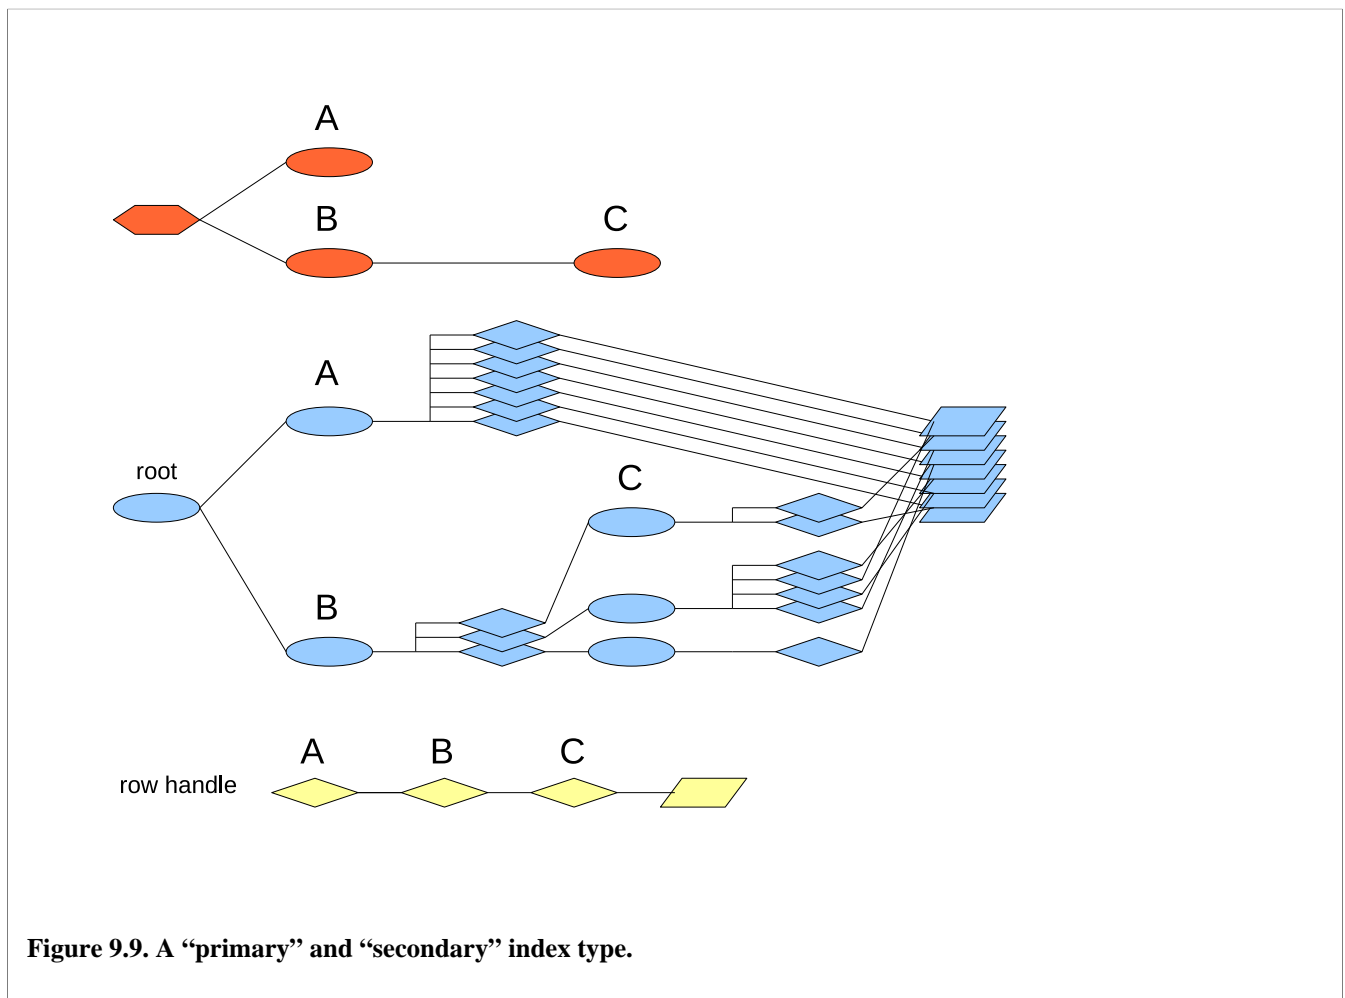 A
B
C
A
root
C
B
A
B
C
row handle
Figure 9.9. A “primary” and “secondary” index type.